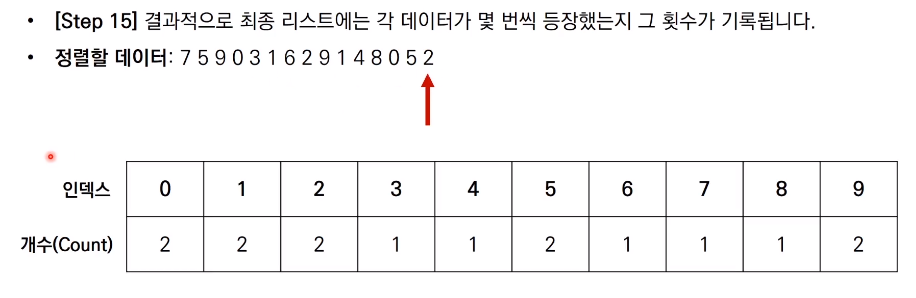 • [Step 15] 결과적으로 최종 리스트에는 각 데이터가 몇 번씩 등장했는지 그 횟수가 기록됩니다.
• 정렬할 데이터: 7 5 9 0 3 1 6 2 9 1 4 8 0 5 2
인덱스 0 1 2 3 4 5 6 7 8 9
개수(Count) 2 2 2 1 1 2 1 1 1 2